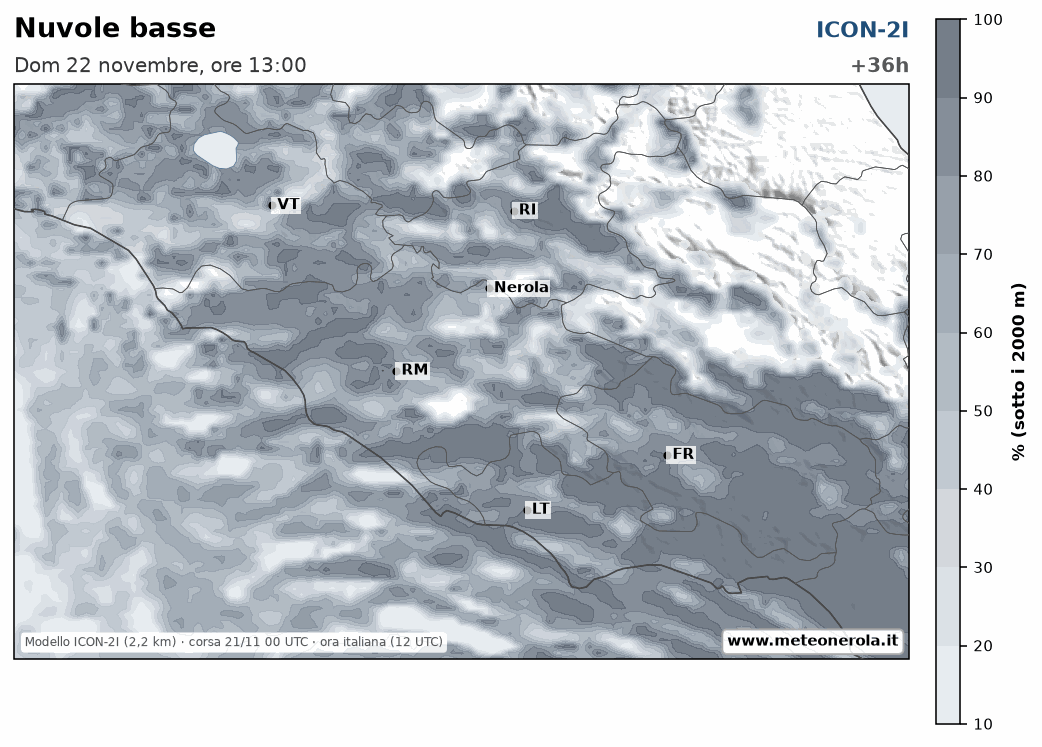 Nuvole basse
ICON-2I
Dom 22 novembre, ore 13:00
+36h
VT
RI
Nerola
RM
FR
LT
Modello ICON-2I (2,2 km) · corsa 21/11 00 UTC · ora italiana (12 UTC)
www.meteonerola.it
100
90
80
70
60
50
40
30
20
10
% (sotto i 2000 m)